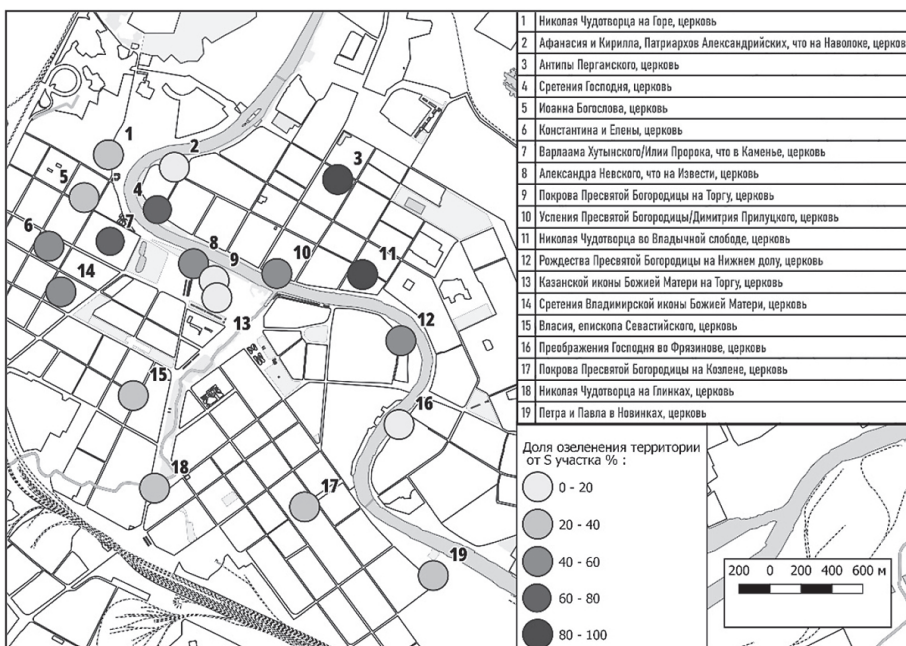 1 Николая Чудотворца на Горе, церковь
2 Афанасия и Кирилла, Патриархов Александрийских, что на Наволоке, церковь
3 Антипы Пергамского, церковь
4 Сретения Господня, церковь
5 Иоанна Богослова, церковь
6 Константина и Елены, церковь
7 Варлаама Хутынского/Илии Пророка, что в Каменье, церковь
8 Александра Невского, что на Извести, церковь
9 Покрова Пресвятой Богородицы на Торгу, церковь
10 Успения Пресвятой Богородицы/Димитрия Прилуцкого, церковь
11 Николая Чудотворца во Владычной слободе, церковь
12 Рождества Пресвятой Богородицы на Нижнем долу, церковь
13 Казанской иконы Божией Матери на Торгу, церковь
14 Сретения Владимирской иконы Божией Матери, церковь
15 Власия, епископа Севастийского, церковь
16 Преображения Господня во Фрязинове, церковь
17 Покрова Пресвятой Богородицы на Козлене, церковь
18 Николая Чудотворца на Глинках, церковь
19 Петра и Павла в Новинках, церковь
1
2
3
5
4
6
7
8
9
10
11
14
13
12
15
16
18
17
19
Доля озеленения территории
от S участка % :
0 - 20
20 - 40
40 - 60
60 - 80
80 - 100
200 0 200 400 600 м